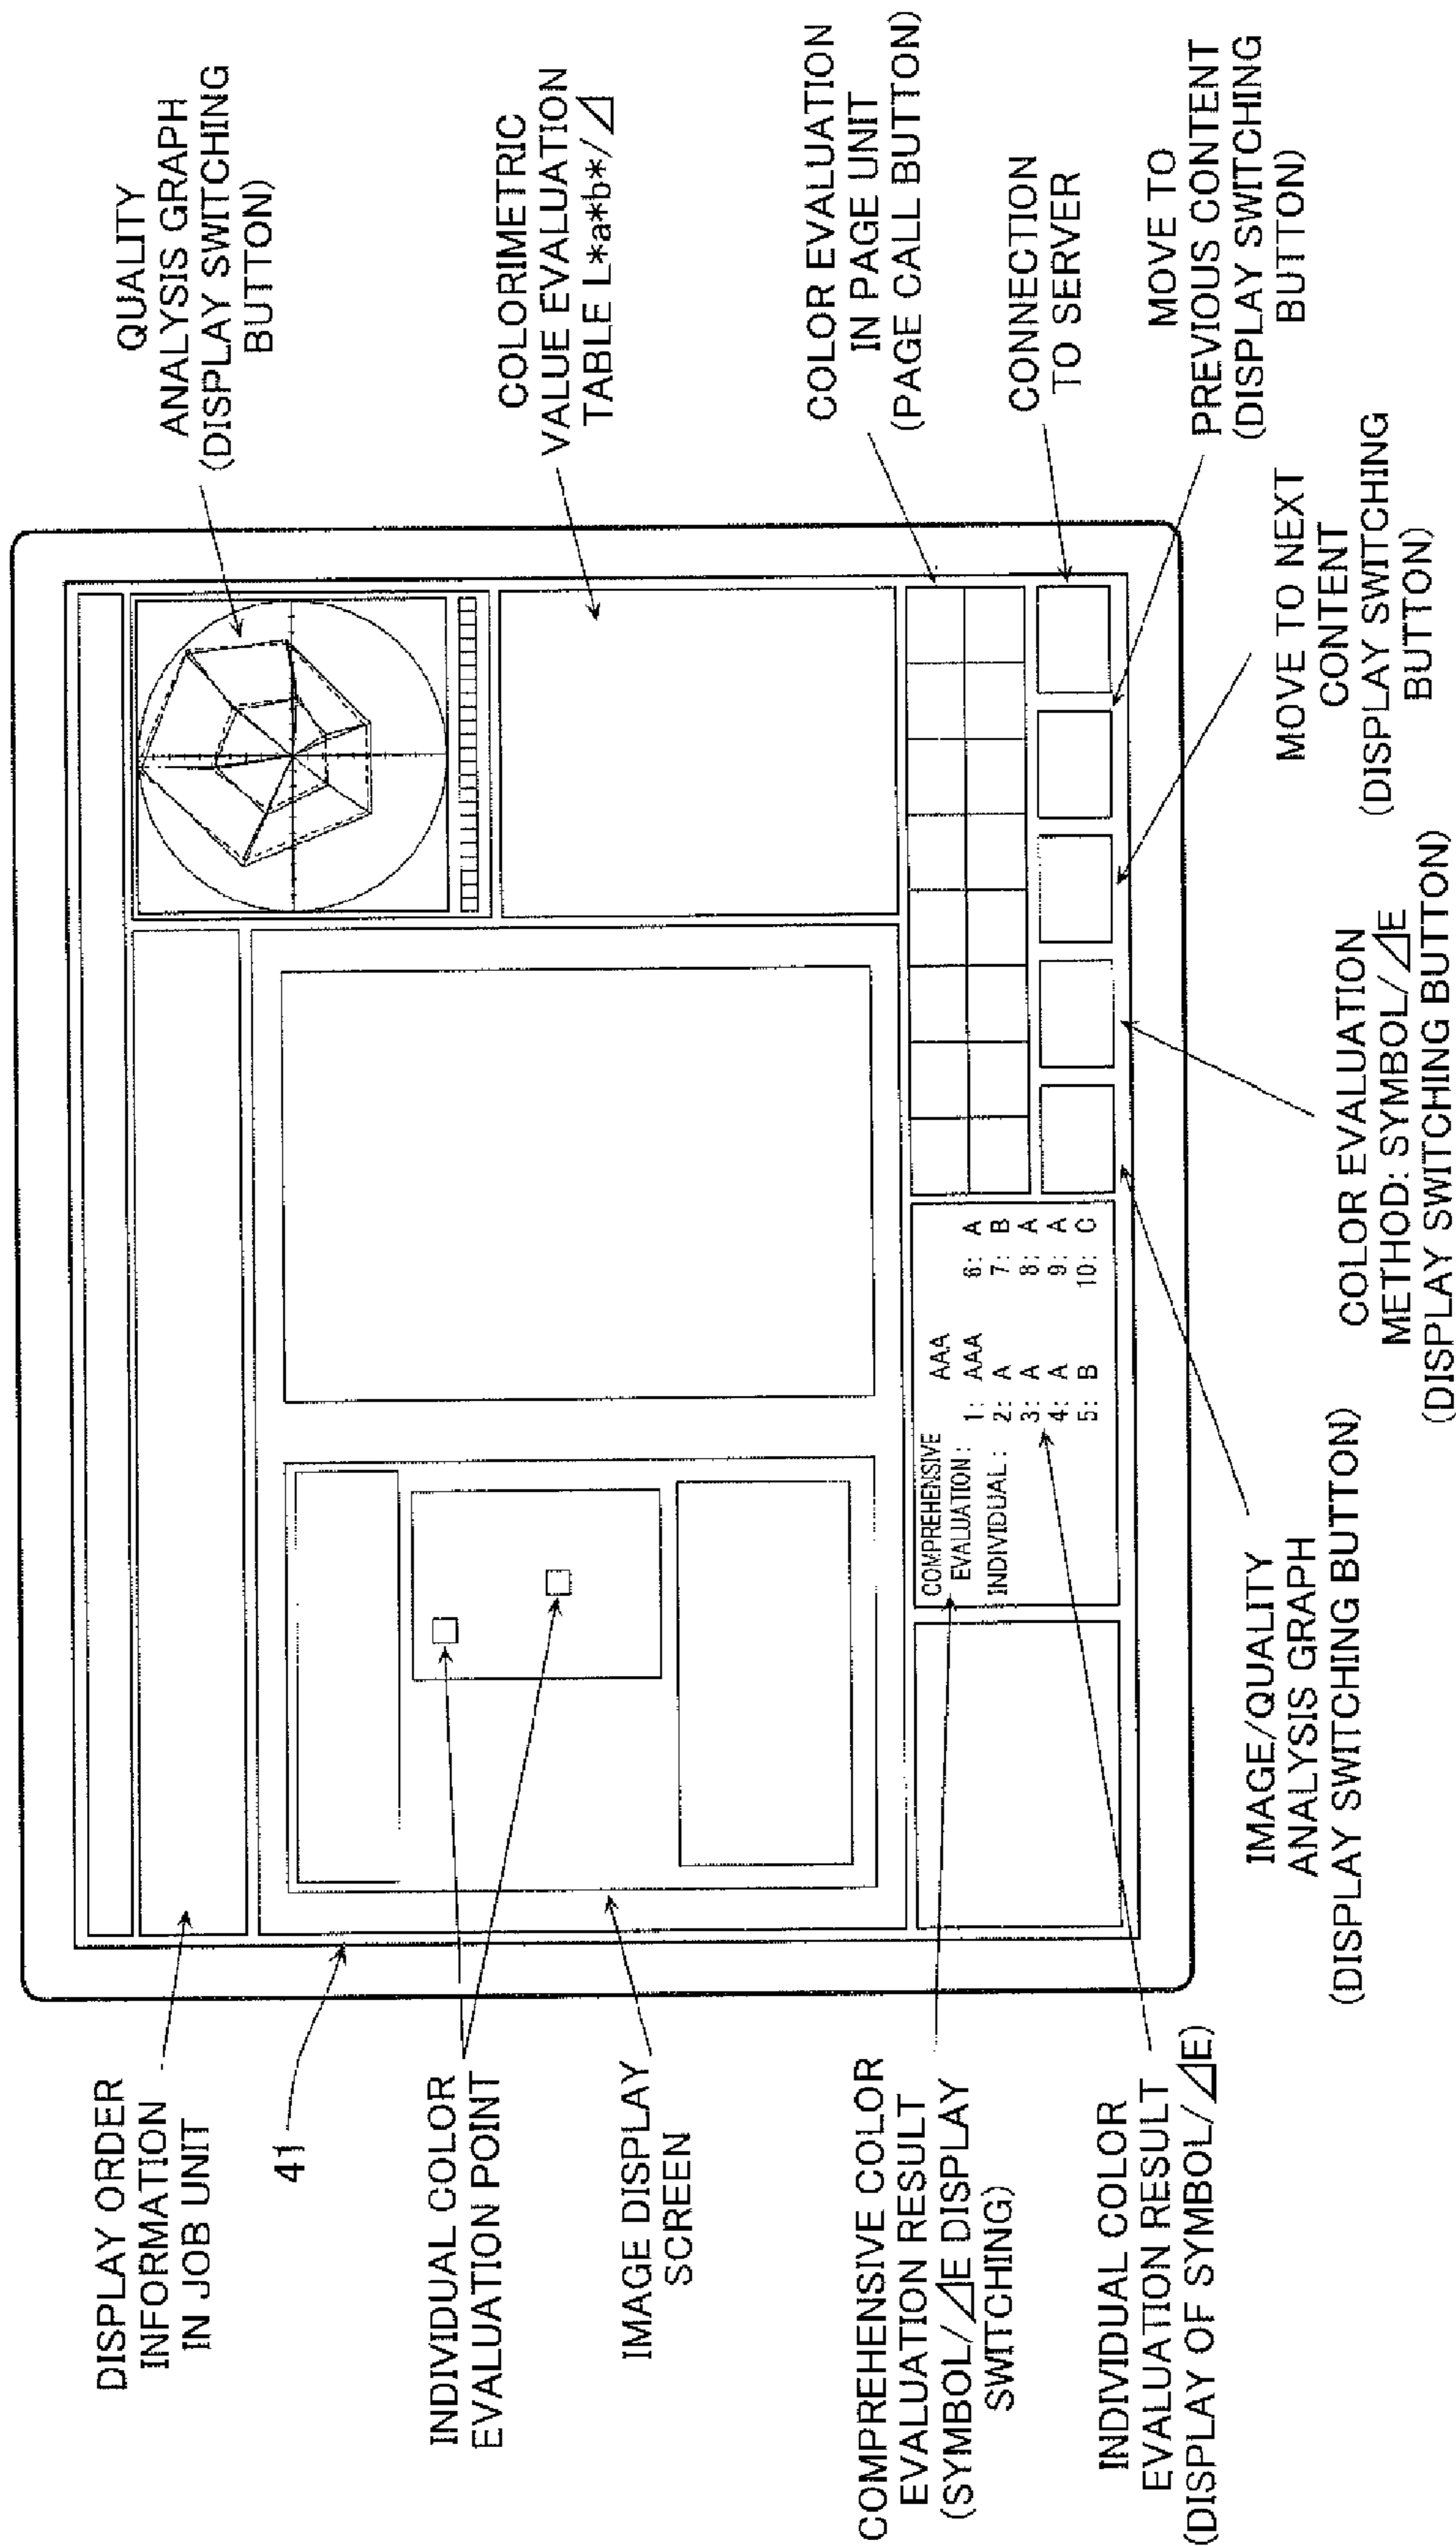 DISPLAY ORDER
INFORMATION
IN JOB UNIT
41
INDIVIDUAL COLOR
EVALUATION POINT
IMAGE DISPLAY
SCREEN
COMPREHENSIVE COLOR
EVALUATION RESULT
(SYMBOL/⊿E DISPLAY
SWITCHING)
INDIVIDUAL COLOR
EVALUATION RESULT
(DISPLAY OF SYMBOL/⊿E)
COMPREHENSIVE
EVALUATION: AAA
INDIVIDUAL: 1: AAA 6: A
2: A 7: B
3: A 8: A
4: A 9: A
5: B 10: C
QUALITY
ANALYSIS GRAPH
(DISPLAY SWITCHING
BUTTON)
COLORIMETRIC
VALUE EVALUATION
TABLE L*a*b*/⊿
COLOR EVALUATION
IN PAGE UNIT
(PAGE CALL BUTTON)
CONNECTION
TO SERVER
MOVE TO
PREVIOUS CONTENT
(DISPLAY SWITCHING
BUTTON)
MOVE TO NEXT
CONTENT
(DISPLAY SWITCHING
BUTTON)
COLOR EVALUATION
METHOD: SYMBOL/⊿E
(DISPLAY SWITCHING BUTTON)
IMAGE/QUALITY
ANALYSIS GRAPH
(DISPLAY SWITCHING BUTTON)